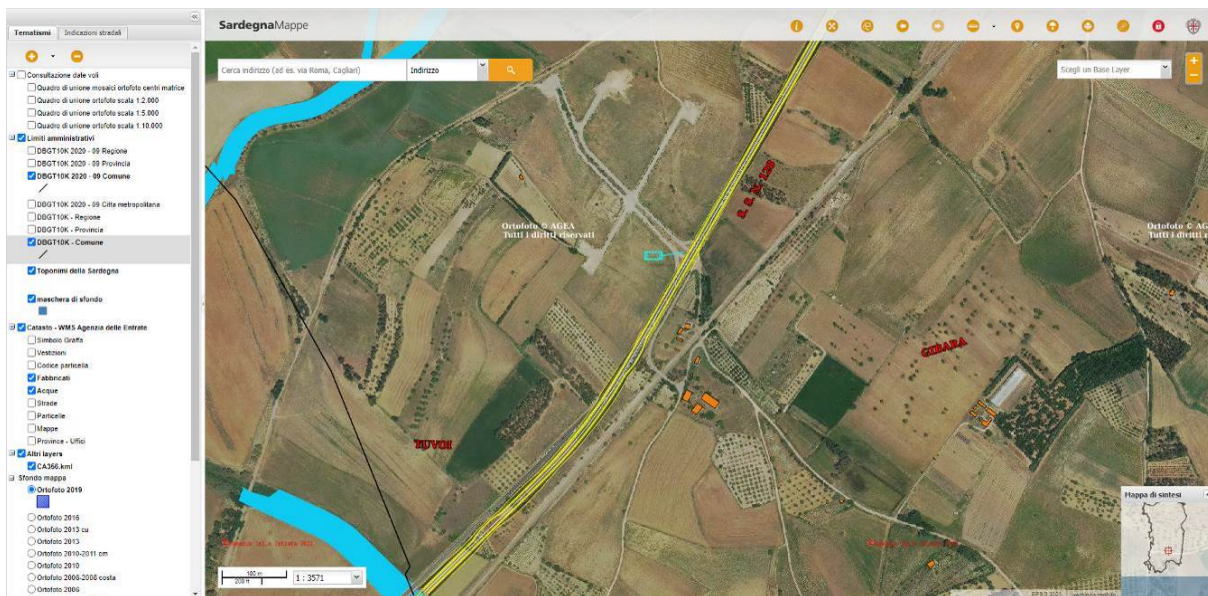 Tematismi
Indicazioni stradali
Consultazione date voli
Quadro di unione mosaici ortofoto centri matrice
Quadro di unione ortofoto scala 1:2.000
Quadro di unione ortofoto scala 1:5.000
Quadro di unione ortofoto scala 1:10.000
Limiti amministrativi
DBGT10K 2020 - 09 Regione
DBGT10K 2020 - 09 Provincia
DBGT10K 2020 - 09 Comune
DBGT10K 2020 - 09 Citta metropolitana
DBGT10K - Regione
DBGT10K - Provincia
DBGT10K - Comune
Toponimi della Sardegna
maschera di sfondo
Catasto - WMS Agenzia delle Entrate
Simbolo Graffa
Vestizioni
Codice particella
Fabbricati
Acque
Strade
Particelle
Mappe
Province - Uffici
Altri layers
CA366.kml
Sfondo mappa
Ortofoto 2019
Ortofoto 2016
Ortofoto 2013 cu
Ortofoto 2013
Ortofoto 2010-2011 cm
Ortofoto 2010
Ortofoto 2006-2008 costa
Ortofoto 2006
SardegnaMappe
Cerca indirizzo (ad es. via Roma, Cagliari)
Indirizzo
Scegli un Base Layer
s. s. N. 128
Ortofoto © AGEA
Tutti i diritti riservati
Ortofoto © AG
Tutti i diritti r
GIBARA
TUVOI
Mappa di sintesi
100 m
200 ft
1 : 3571